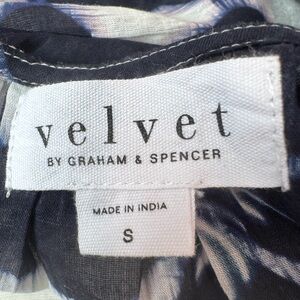 velvet
BY GRAHAM & SPENCER
MADE IN INDIA
S